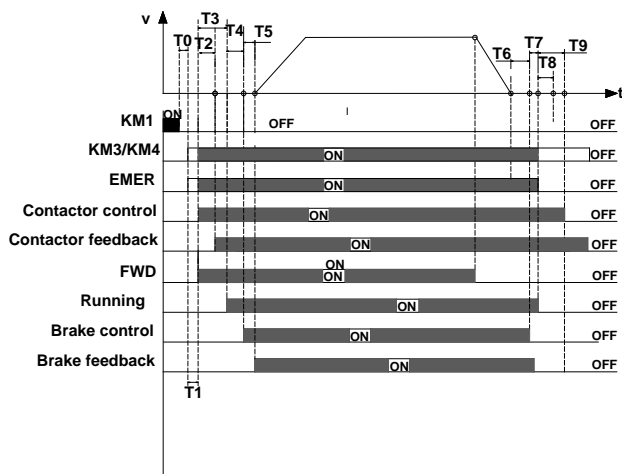 v
T0
T2
T3
T4
T5
T6
T7
T8
T9
t
KM1 ON OFF OFF
KM3/KM4 ON OFF
EMER ON OFF
Contactor control ON OFF
Contactor feedback ON OFF
ON
FWD ON OFF
Running ON OFF
Brake control ON OFF
Brake feedback ON OFF
T1